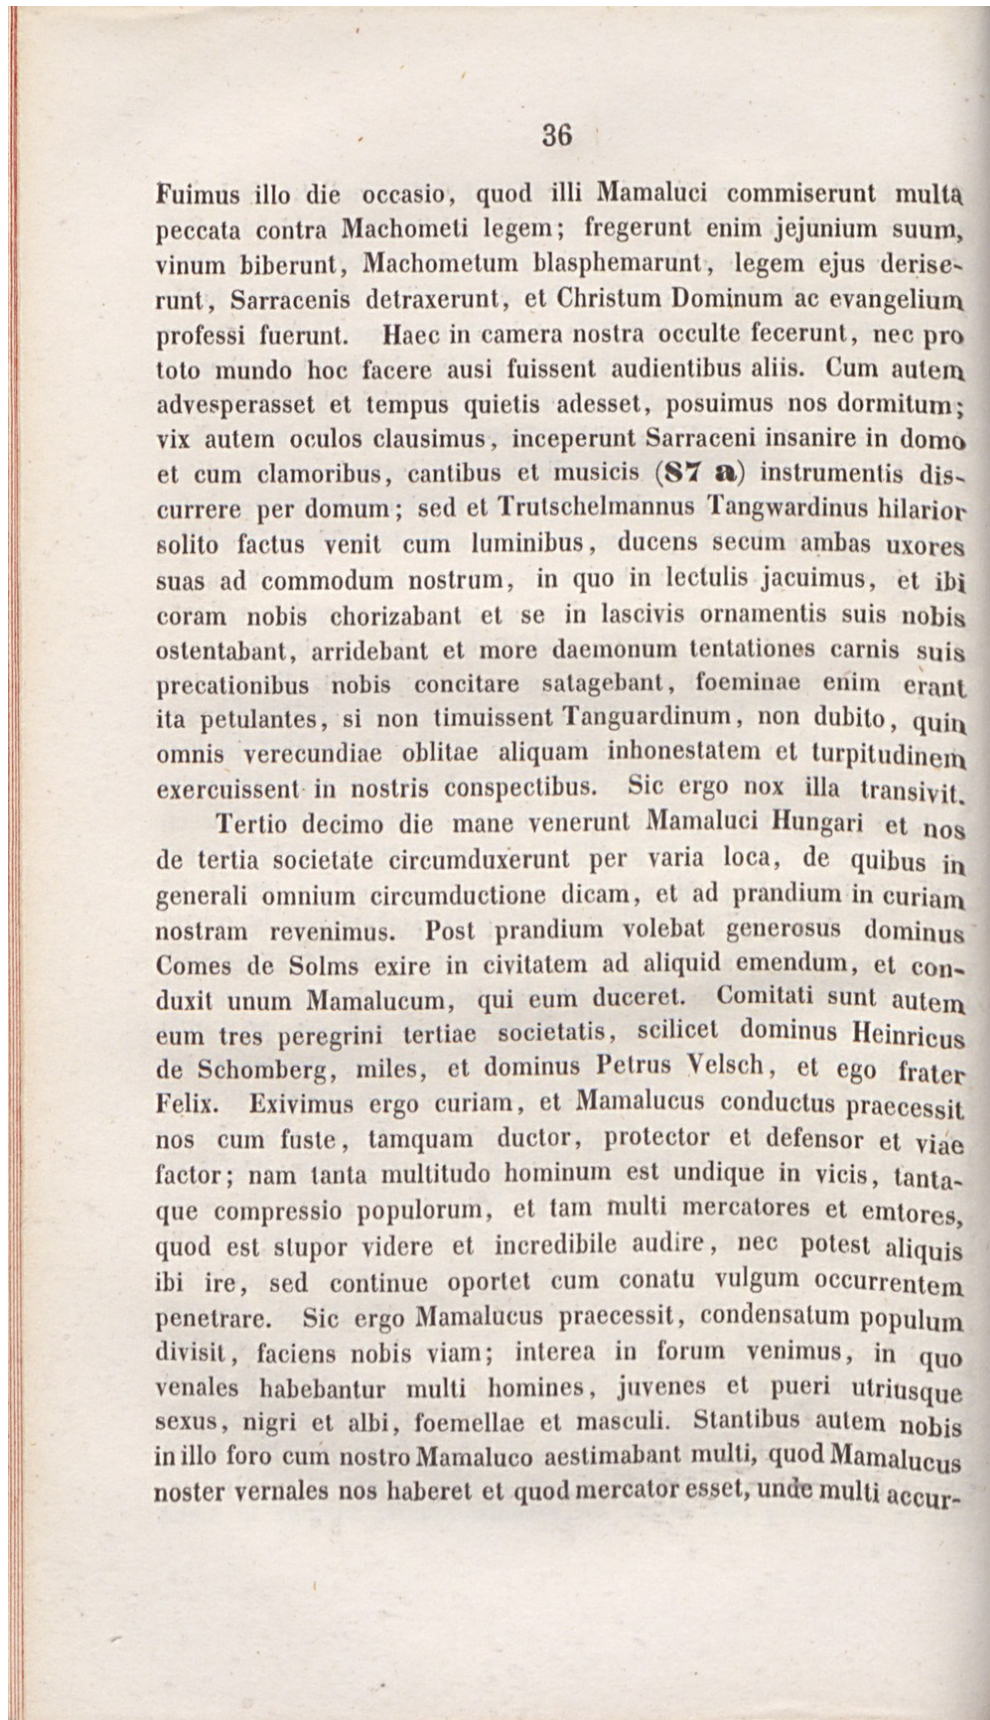 36
Fuimus illo die occasio, quod illi Mamaluci commiserunt multa
peccata contra Machometi legem; fregerunt enim jejunium suum,
vinum biberunt, Machometum blasphemarunt, legem ejus derise-
runt, Sarracenis detraxerunt, et Christum Dominum ac evangelium
professi fuerunt. Haec in camera nostra occulte fecerunt, nec pro
toto mundo hoc facere ausi fuissent audientibus aliis. Cum autem
advesperasset et tempus quietis adesset, posuimus nos dormitum;
vix autem oculos clausimus, inceperunt Sarraceni insanire in domo
et cum clamoribus, cantibus et musicis (87 a) instrumentis dis-
currere per domum; sed et Trutschelmannus Tangwardinus hilarior
solito factus venit cum luminibus, ducens secum ambas uxores
suas ad commodum nostrum, in quo in lectulis jacuimus, et ibi
coram nobis chorizabant et se in lascivis ornamentis suis nobis
ostentabant, arridebant et more daemonum tentationes carnis suis
precationibus nobis concitare satagebant, foeminae enim erant
ita petulantes, si non timuissent Tanguardinum, non dubito, quin
omnis verecundiae oblitae aliquam inhonestatem et turpitudinem
exercuissent in nostris conspectibus. Sic ergo nox illa transivit.
Tertio decimo die mane venerunt Mamaluci Hungari et nos
de tertia societate circumduxerunt per varia loca, de quibus in
generali omnium circumductione dicam, et ad prandium in curiam
nostram revenimus. Post prandium volebat generosus dominus
Comes de Solms exire in civitatem ad aliquid emendum, et con-
duxit unum Mamalucum, qui eum duceret. Comitati sunt autem
eum tres peregrini tertiae societatis, scilicet dominus Heinricus
de Schomberg, miles, et dominus Petrus Velsch, et ego frater
Felix. Exivimus ergo curiam, et Mamalucus conductus praecessit
nos cum fuste, tamquam ductor, protector et defensor et viae
factor; nam tanta multitudo hominum est undique in vicis, tanta-
que compressio populorum, et tam multi mercatores et emtores,
quod est stupor videre et incredibile audire, nec potest aliquis
ibi ire, sed continue oportet cum conatu vulgum occurrentem
penetrare. Sic ergo Mamalucus praecessit, condensatum populum
divisit, faciens nobis viam; interea in forum venimus, in quo
venales habebantur multi homines, juvenes et pueri utriusque
sexus, nigri et albi, foemellae et masculi. Stantibus autem nobis
in illo foro cum nostro Mamaluco aestimabant multi, quod Mamalucus
noster vernales nos haberet et quod mercator esset, unde multi accur-